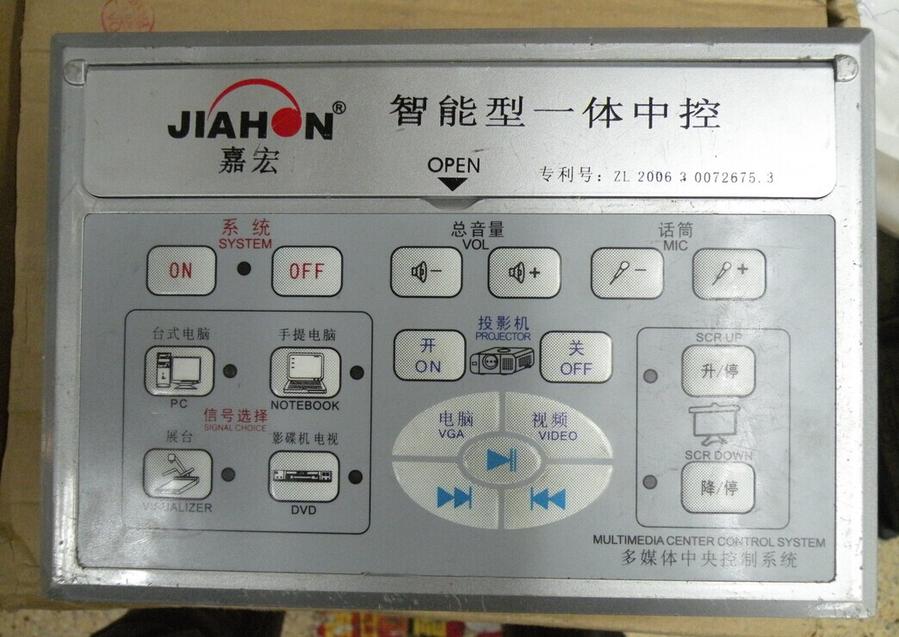 JIAHON®
嘉宏
智能型一体中控
OPEN
专利号: ZL 2006 3 0072675.3
系统
SYSTEM
ON
OFF
总音量
VOL
话筒
MIC
台式电脑
PC
手提电脑
NOTEBOOK
信号选择
SIGNAL CHOICE
展台
VISUALIZER
影碟机 电视
DVD
投影机
PROJECTOR
开
ON
关
OFF
电脑
VGA
视频
VIDEO
SCR UP
升/停
SCR DOWN
降/停
MULTIMEDIA CENTER CONTROL SYSTEM
多媒体中央控制系统